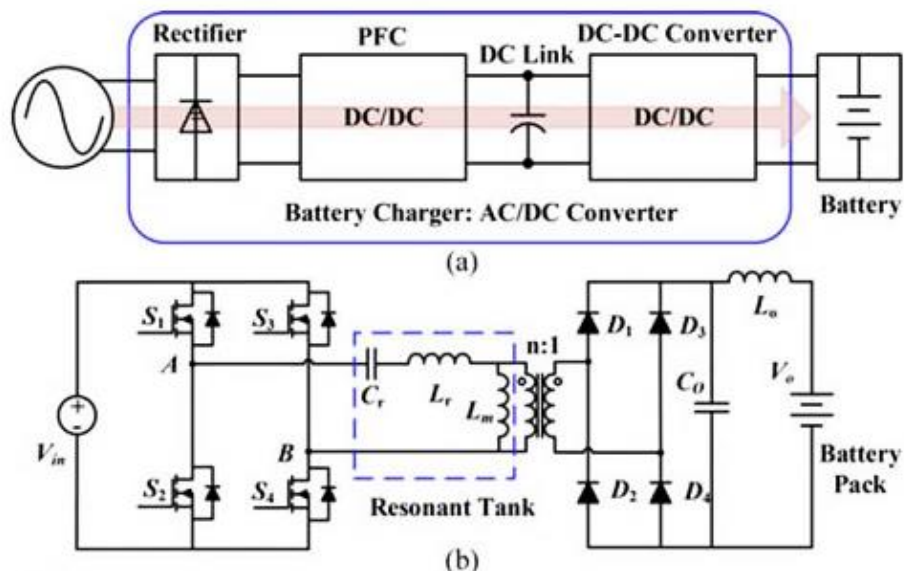 Rectifier
PFC
DC Link
DC-DC Converter
DC/DC
DC/DC
Battery Charger: AC/DC Converter
Battery
(a)
S1
S3
A
Cr
Lr
Lm
n:1
D1
D3
Lo
CO
Vo
+
-
Vin
B
S2
S4
Resonant Tank
D2
D4
Battery
Pack
(b)